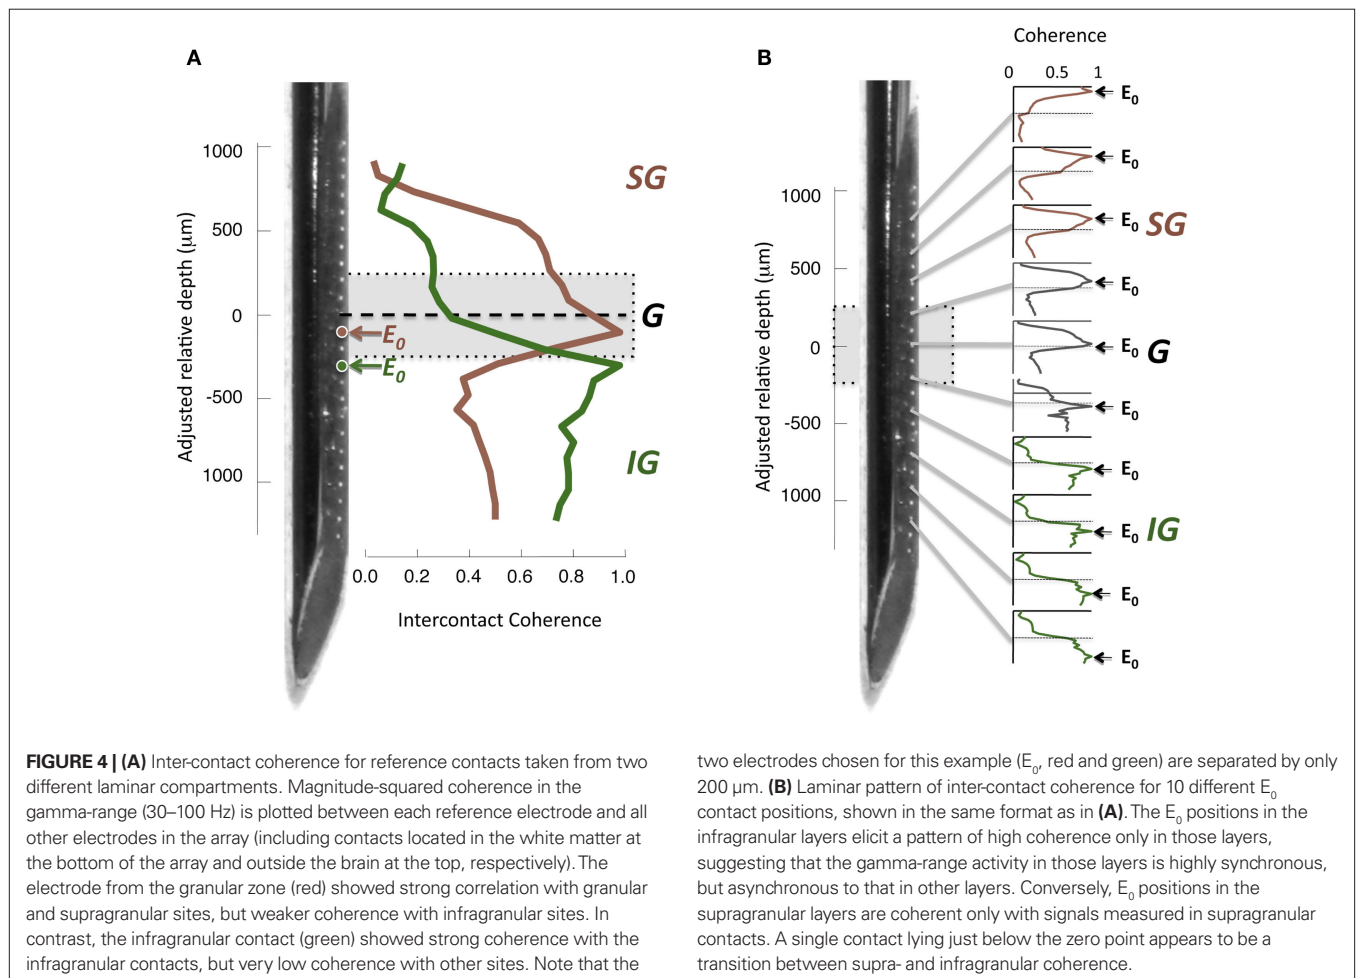 A
1000
500
0
-500
1000
Adjusted relative depth (μm)
SG
G
IG
E0
E0
0.0 0.2 0.4 0.6 0.8 1.0
Intercontact Coherence
B
Coherence
0 0.5 1
1000
500
0
-500
1000
Adjusted relative depth (μm)
E0
E0
E0 SG
E0
E0 G
E0
E0
E0 IG
E0
E0
FIGURE 4 | (A) Inter-contact coherence for reference contacts taken from two
different laminar compartments. Magnitude-squared coherence in the
gamma-range (30–100 Hz) is plotted between each reference electrode and all
other electrodes in the array (including contacts located in the white matter at
the bottom of the array and outside the brain at the top, respectively). The
electrode from the granular zone (red) showed strong correlation with granular
and supragranular sites, but weaker coherence with infragranular sites. In
contrast, the infragranular contact (green) showed strong coherence with the
infragranular contacts, but very low coherence with other sites. Note that the
two electrodes chosen for this example (E0, red and green) are separated by only
200 μm. (B) Laminar pattern of inter-contact coherence for 10 different E0
contact positions, shown in the same format as in (A). The E0 positions in the
infragranular layers elicit a pattern of high coherence only in those layers,
suggesting that the gamma-range activity in those layers is highly synchronous,
but asynchronous to that in other layers. Conversely, E0 positions in the
supragranular layers are coherent only with signals measured in supragranular
contacts. A single contact lying just below the zero point appears to be a
transition between supra- and infragranular coherence.